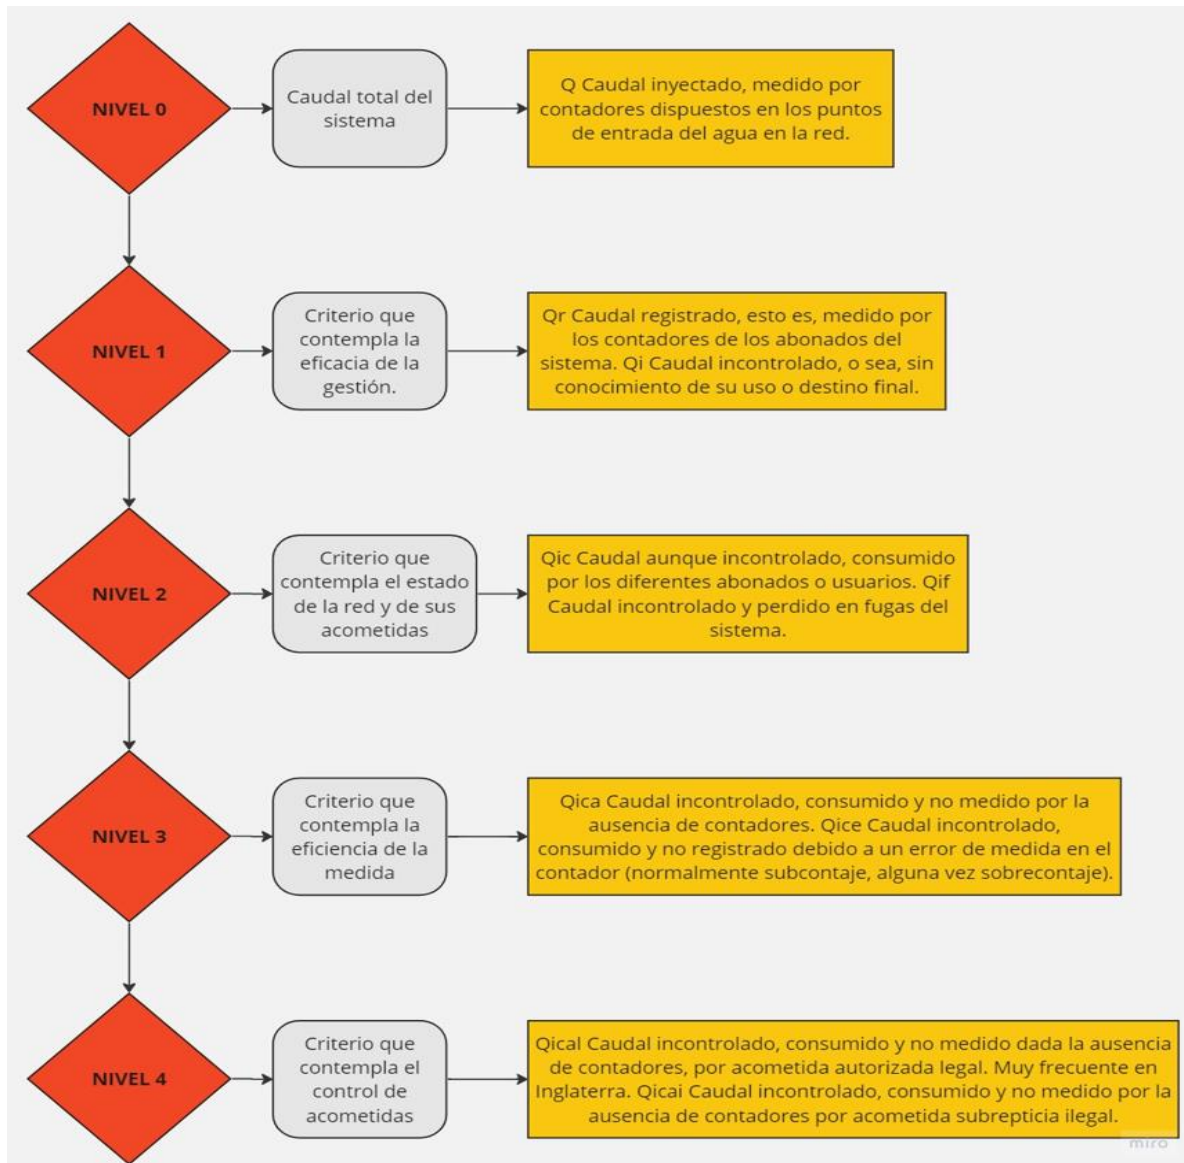 NIVEL 0
Caudal total del
sistema
Q Caudal inyectado, medido por
contadores dispuestos en los puntos
de entrada del agua en la red.
NIVEL 1
Criterio que
contempla la
eficacia de la
gestión.
Qr Caudal registrado, esto es, medido por
los contadores de los abonados del
sistema. Qi Caudal incontrolado, o sea, sin
conocimiento de su uso o destino final.
NIVEL 2
Criterio que
contempla el estado
de la red y de sus
acometidas
Qic Caudal aunque incontrolado, consumido
por los diferentes abonados o usuarios. Qif
Caudal incontrolado y perdido en fugas del
sistema.
NIVEL 3
Criterio que
contempla la
eficiencia de la
medida
Qica Caudal incontrolado, consumido y no medido por la
ausencia de contadores. Qice Caudal incontrolado,
consumido y no registrado debido a un error de medida en el
contador (normalmente subcontaje, alguna vez sobrecontaje).
NIVEL 4
Criterio que
contempla el
control de
acometidas
Qical Caudal incontrolado, consumido y no medido dada la ausencia
de contadores, por acometida autorizada legal. Muy frecuente en
Inglaterra. Qicai Caudal incontrolado, consumido y no medido por la
ausencia de contadores por acometida subrepticia ilegal.
miro